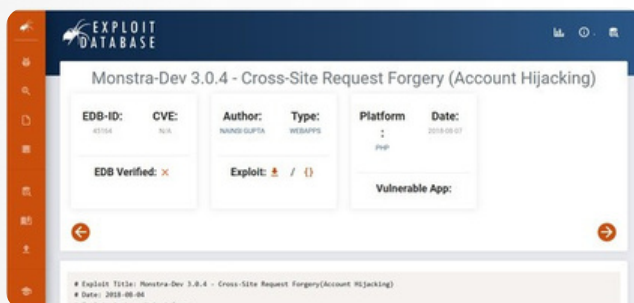 EXPLOIT
DATABASE
Monstra-Dev 3.0.4 - Cross-Site Request Forgery (Account Hijacking)
EDB-ID: CVE: Author: Type: Platform : Date:
45164 N/A NAINSI GUPTA WEBAPPS PHP 2018-08-07
EDB Verified: × Exploit: / {} Vulnerable App:
# Exploit Title: Monstra-Dev 3.0.4 - Cross-Site Request Forgery(Account Hijacking)
# Date: 2018-08-04